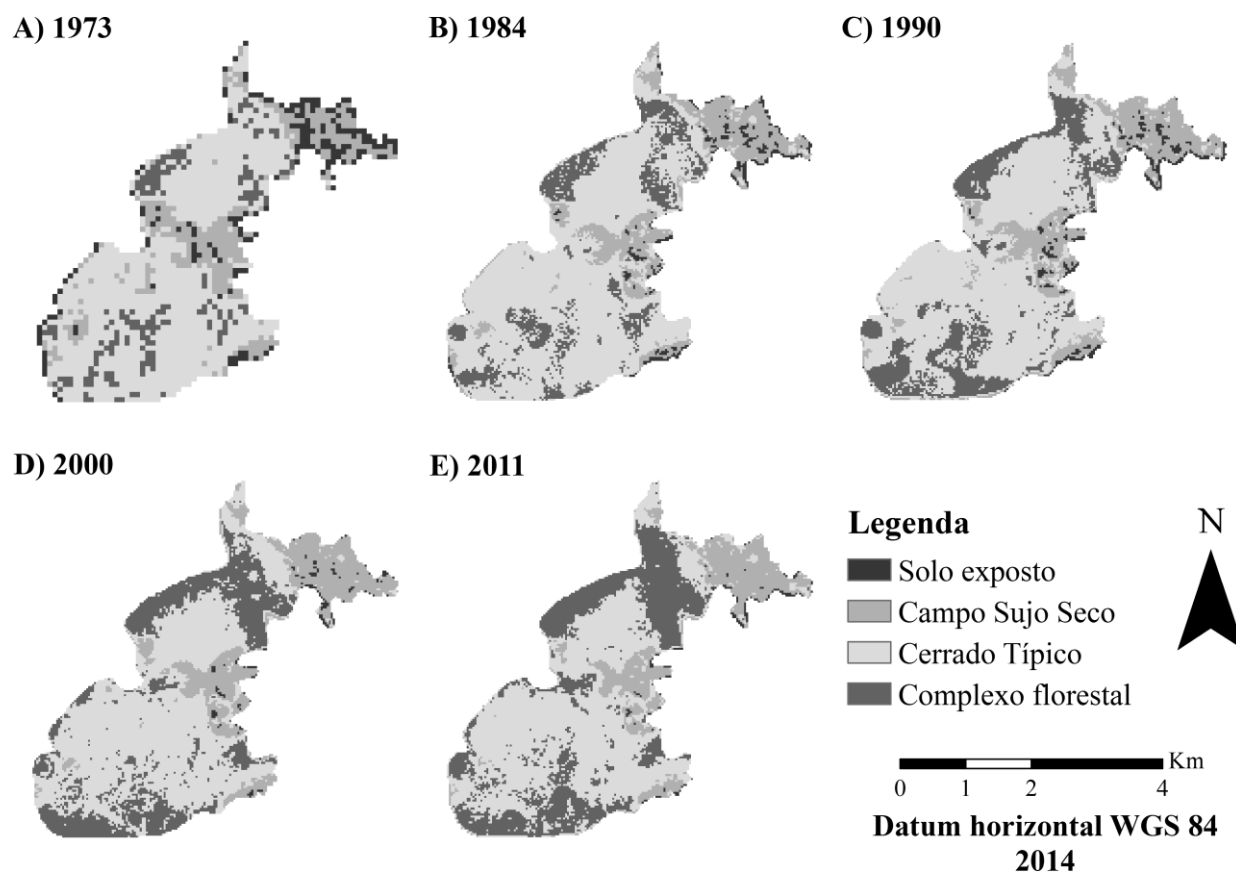 A) 1973
B) 1984
C) 1990
D) 2000
E) 2011
Legenda
Solo exposto
Campo Sujo Seco
Cerrado Típico
Complexo florestal
N
Km
0 1 2 4
Datum horizontal WGS 84
2014